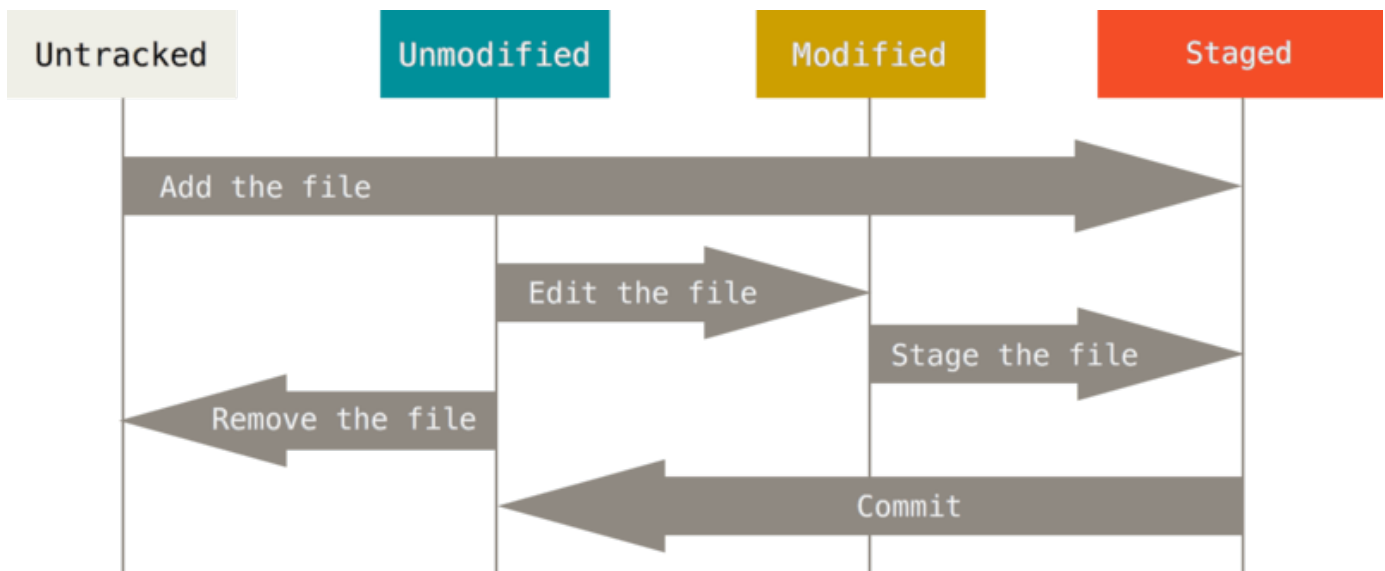 Untracked
Unmodified
Modified
Staged
Add the file
Edit the file
Stage the file
Remove the file
Commit